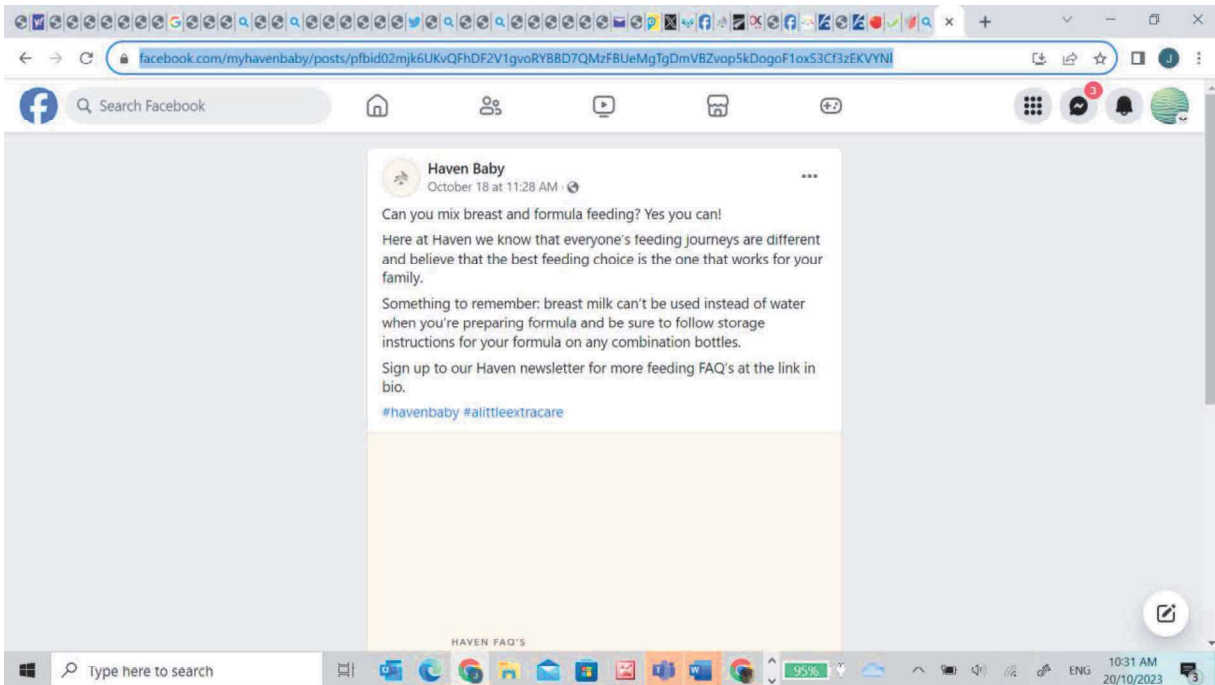 facebook.com/myhavenbaby/posts/pfbid02mjk6UKvQFhDF2V1gvoRYBBD7QMzFBUeMgTgDmVBZvop5kDogoF1oxS3Cf3zEKVYNl
J
Search Facebook
3
Haven Baby
October 18 at 11:28 AM ·
Can you mix breast and formula feeding? Yes you can!
Here at Haven we know that everyone's feeding journeys are different
and believe that the best feeding choice is the one that works for your
family.
Something to remember: breast milk can't be used instead of water
when you're preparing formula and be sure to follow storage
instructions for your formula on any combination bottles.
Sign up to our Haven newsletter for more feeding FAQ's at the link in
bio.
#havenbaby #alittleextracare
HAVEN FAQ'S
Type here to search
95%
ENG
10:31 AM
20/10/2023
3